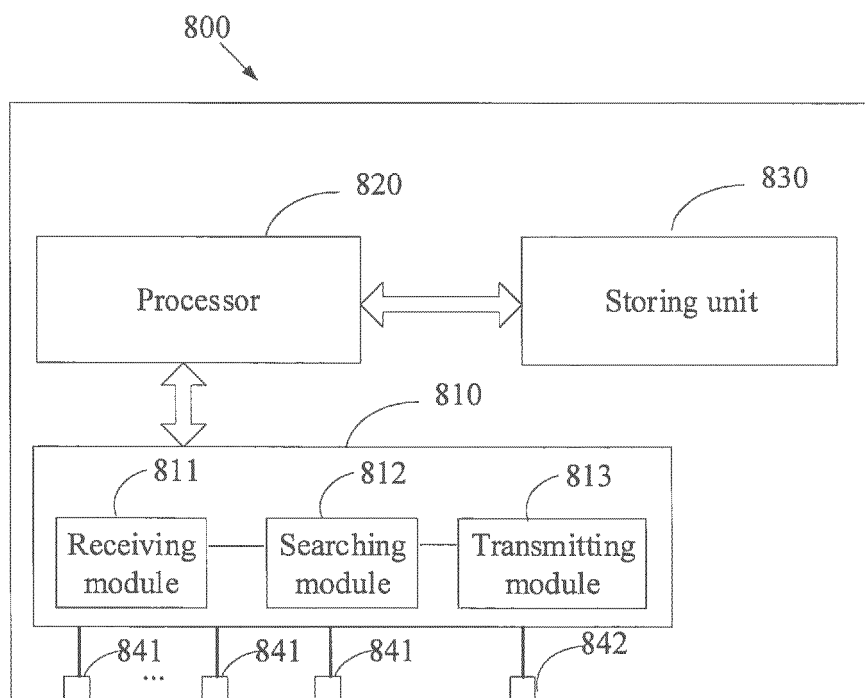 800
820
830
Processor
Storing unit
810
811
812
813
Receiving
module
Searching
module
Transmitting
module
841
...
841
841
842